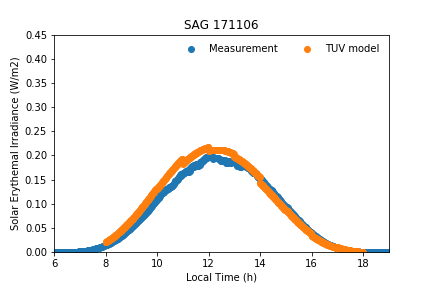 SAG 171106
Measurement
TUV model
Solar Erythemal Irradiance (W/m2)
0.45
0.40
0.35
0.30
0.25
0.20
0.15
0.10
0.05
0.00
6 8 10 12 14 16 18
Local Time (h)